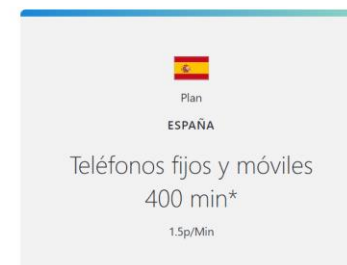 Plan
ESPAÑA
Teléfonos fijos y móviles
400 min*
1.5p/Min